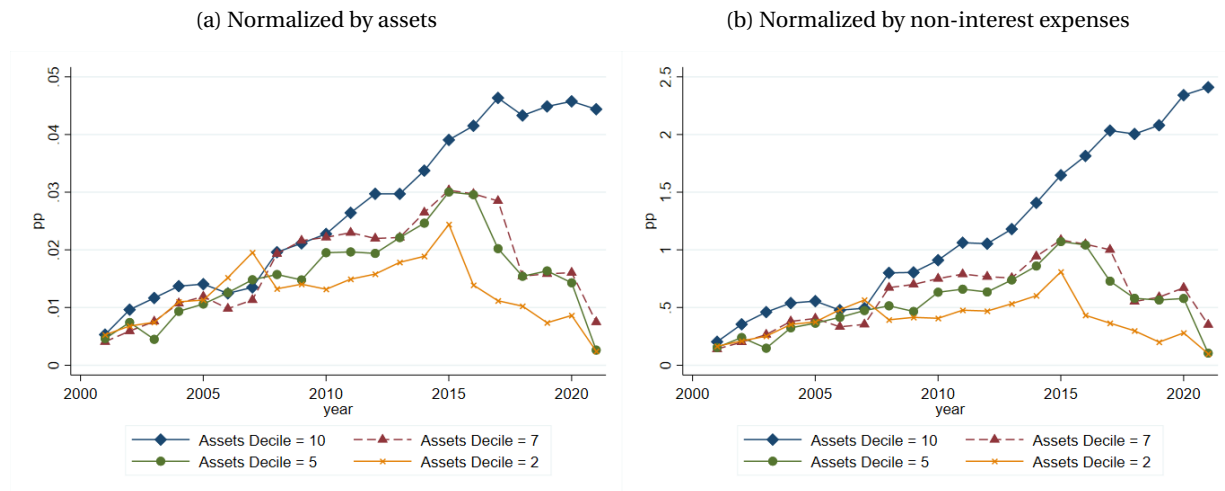 (a) Normalized by assets
.05
.04
.03
.02
.01
0
pp
2000 2005 2010 2015 2020
year
Assets Decile = 10 Assets Decile = 7
Assets Decile = 5 Assets Decile = 2
(b) Normalized by non-interest expenses
2.5
2
1.5
1
.5
0
pp
2000 2005 2010 2015 2020
year
Assets Decile = 10 Assets Decile = 7
Assets Decile = 5 Assets Decile = 2